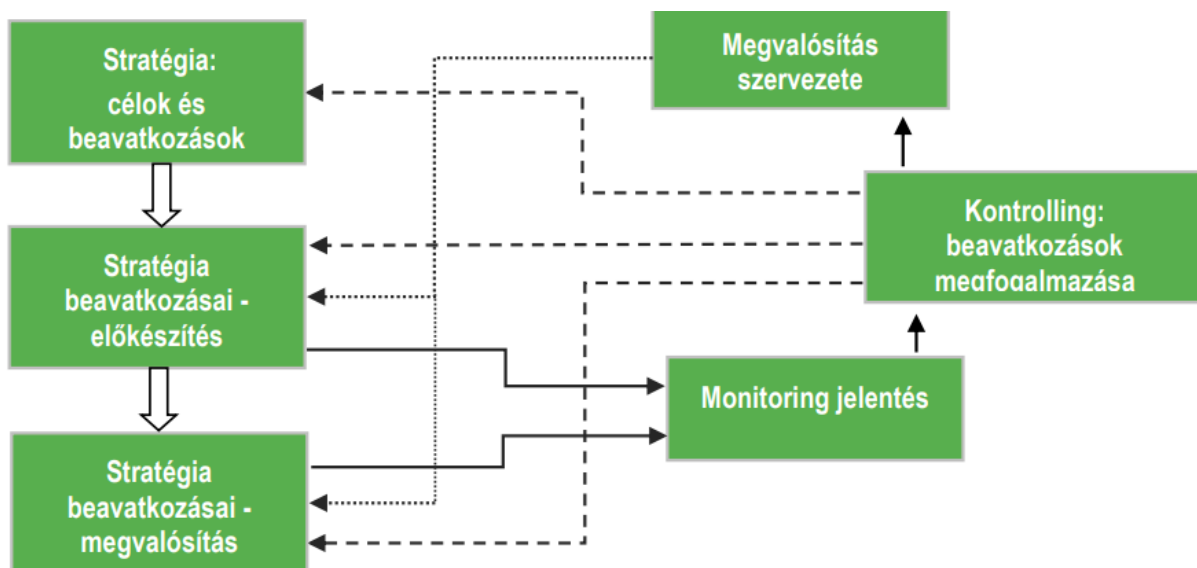 Stratégia:
célok és
beavatkozások
Megvalósítás
szervezete
Kontrolling:
beavatkozások
megfogalmazása
Stratégia
beavatkozásai -
előkészítés
Monitoring jelentés
Stratégia
beavatkozásai -
megvalósítás